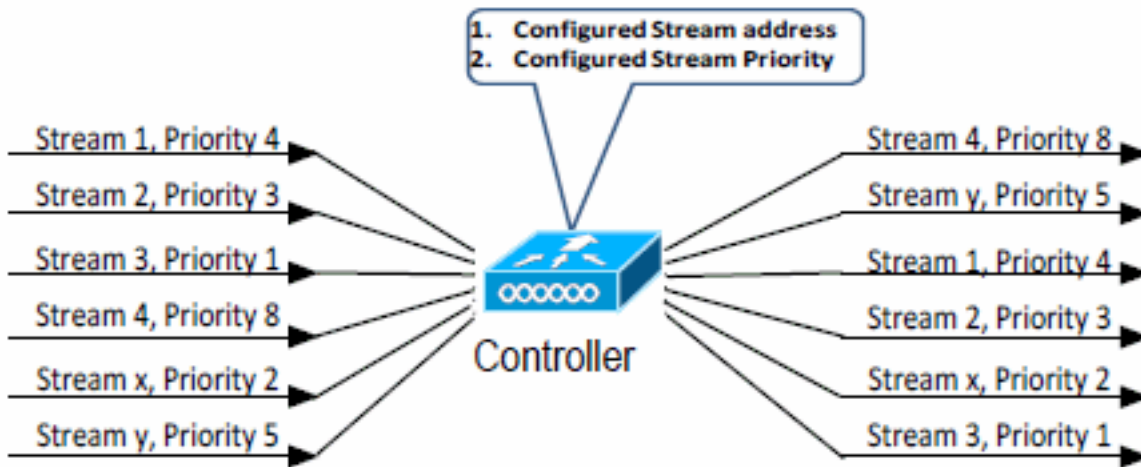 1. Configured Stream address
2. Configured Stream Priority
Stream 1, Priority 4
Stream 2, Priority 3
Stream 3, Priority 1
Stream 4, Priority 8
Stream x, Priority 2
Stream y, Priority 5
Controller
Stream 4, Priority 8
Stream y, Priority 5
Stream 1, Priority 4
Stream 2, Priority 3
Stream x, Priority 2
Stream 3, Priority 1